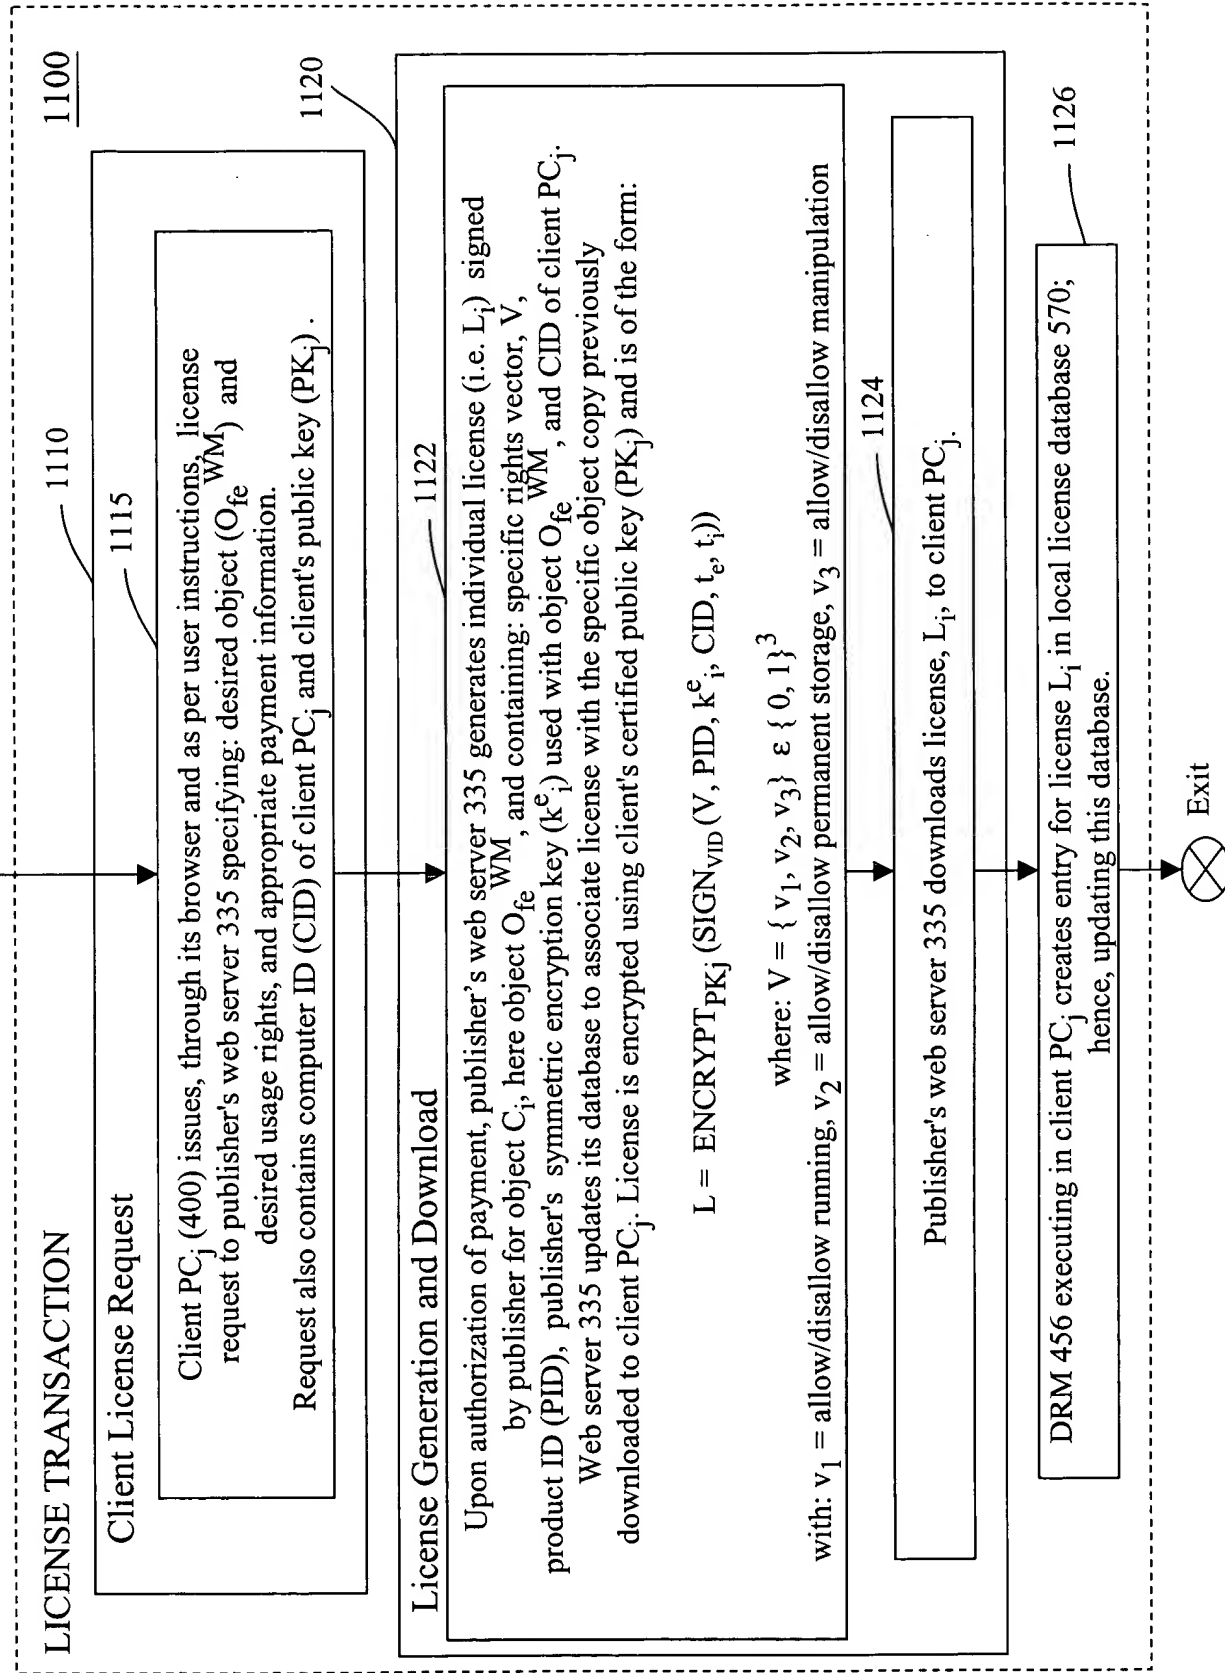 LICENSE TRANSACTION
1100
1110
Client License Request
1115
Client PCj (400) issues, through its browser and as per user instructions, license
request to publisher's web server 335 specifying: desired object (OfeWM) and
desired usage rights, and appropriate payment information.
Request also contains computer ID (CID) of client PCj and client's public key (PKj) .
1120
License Generation and Download
1122
Upon authorization of payment, publisher's web server 335 generates individual license (i.e. Li) signed
by publisher for object Ci, here object OfeWM, and containing: specific rights vector, V,
product ID (PID), publisher's symmetric encryption key (kei) used with object OfeWM, and CID of client PCj.
Web server 335 updates its database to associate license with the specific object copy previously
downloaded to client PCj. License is encrypted using client's certified public key (PKj) and is of the form:
L = ENCRYPTPKj (SIGNVID (V, PID, kei, CID, te, ti))
where: V = { v1, v2, v3} ε { 0, 1}3
with: v1 = allow/disallow running, v2 = allow/disallow permanent storage, v3 = allow/disallow manipulation
1124
Publisher's web server 335 downloads license, Li, to client PCj.
1126
DRM 456 executing in client PCj creates entry for license Li in local license database 570;
hence, updating this database.
Exit